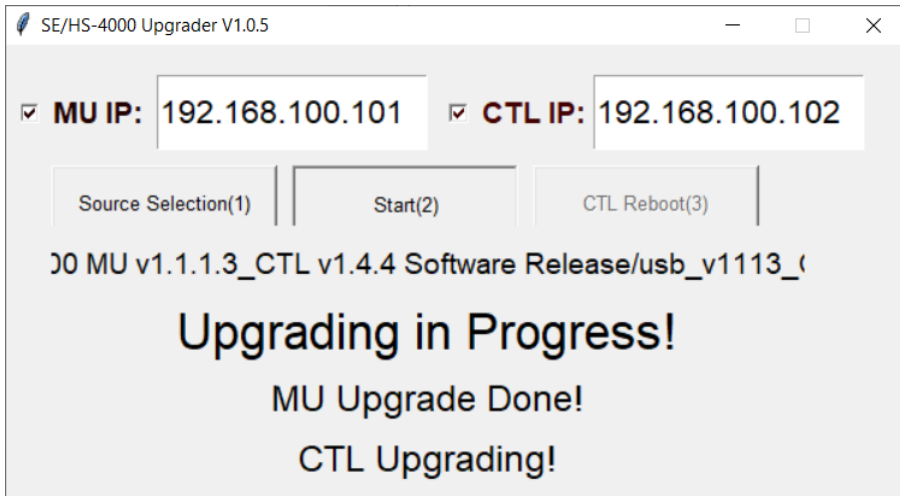 SE/HS-4000 Upgrader V1.0.5
MU IP: 192.168.100.101 CTL IP: 192.168.100.102
Source Selection(1) Start(2) CTL Reboot(3)
00 MU v1.1.1.3_CTL v1.4.4 Software Release/usb_v1113_
Upgrading in Progress!
MU Upgrade Done!
CTL Upgrading!